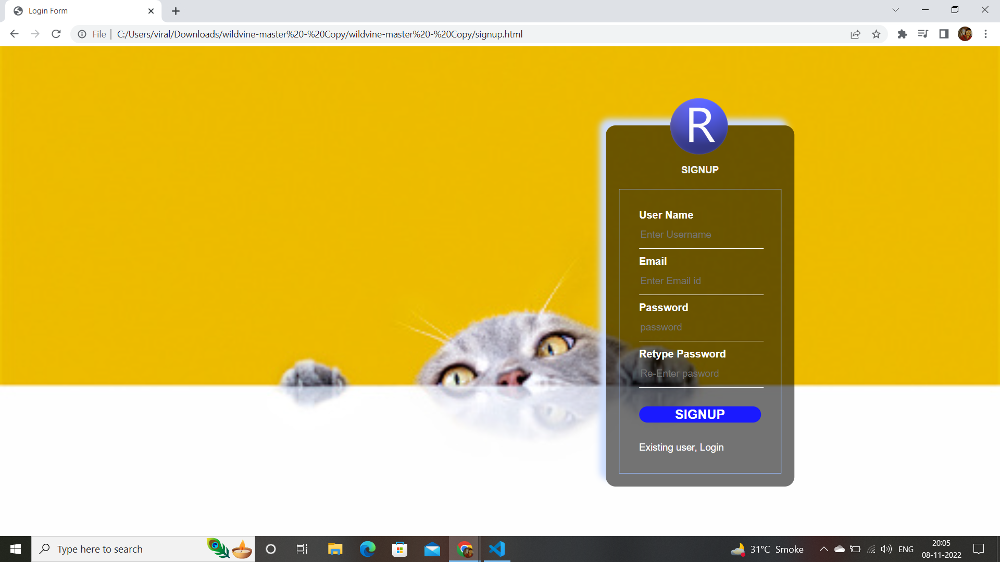 Login Form
File | C:/Users/viral/Downloads/wildvine-master%20-%20Copy/wildvine-master%20-%20Copy/signup.html
R
SIGNUP
User Name
Enter Username
Email
Enter Email id
Password
password
Retype Password
Re-Enter pasword
SIGNUP
Existing user, Login
Type here to search
31°C Smoke
ENG
20:05
08-11-2022